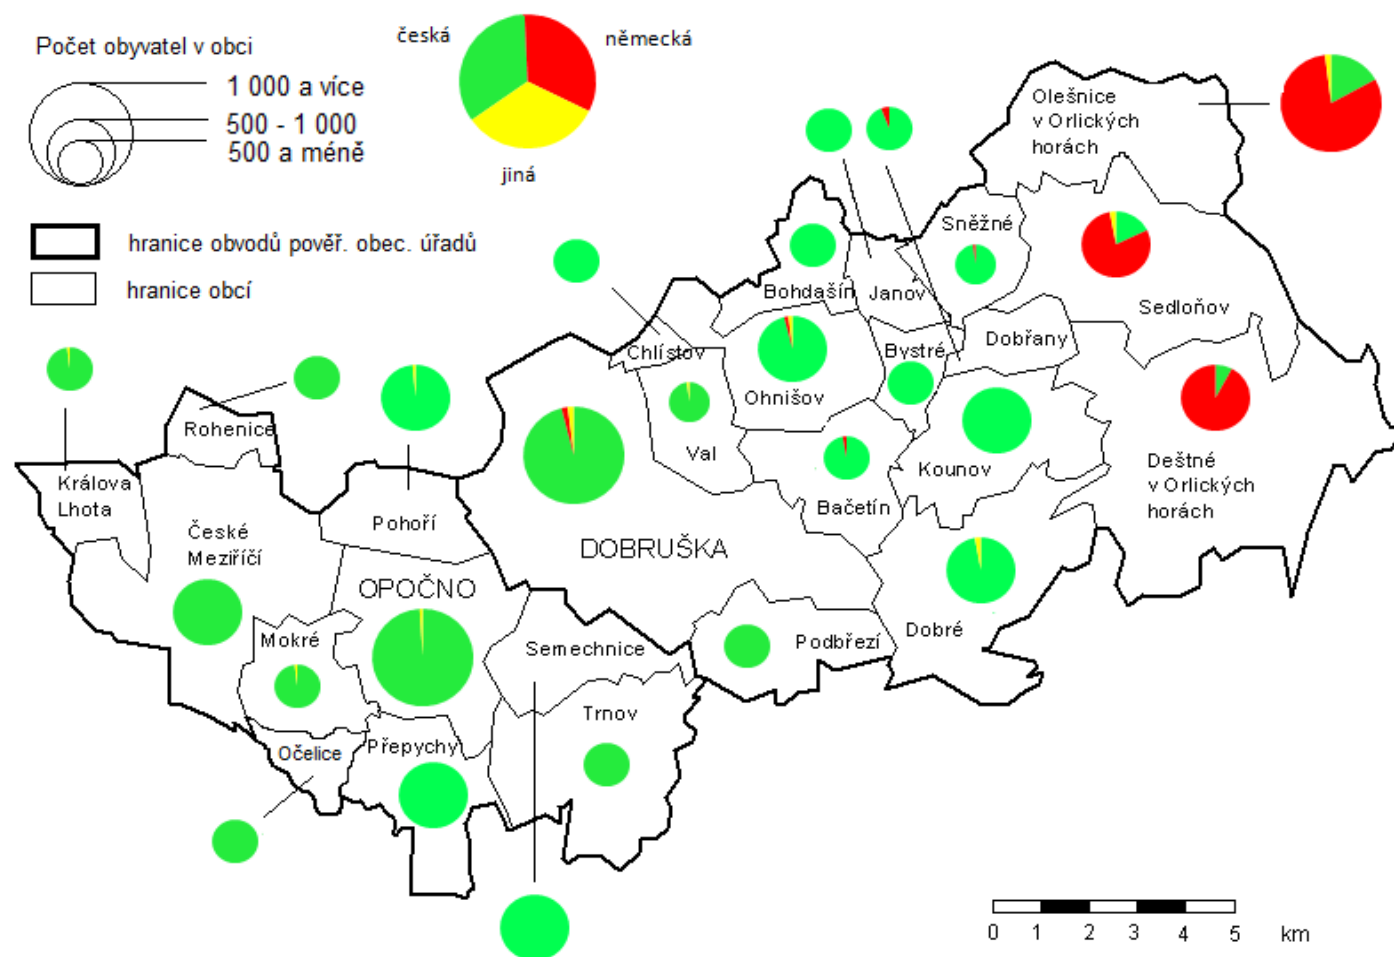 Počet obyvatel v obci
1 000 a více
500 - 1 000
500 a méně
česká
německá
jiná
hranice obvodů pověř. obec. úřadů
hranice obcí
Olešnice
v Orlických
horách
Sněžné
Sedloňov
Bohdašín
Janov
Dobřany
Chlístov
Bystré
Ohnišov
Rohenice
Val
Kounov
Deštné
v Orlických
horách
Králova
Lhota
Pohoří
Bačetín
České
Meziříčí
DOBRUŠKA
OPOČNO
Mokré
Semechnice
Podbřezí
Dobré
Trnov
Očelice
Přepychy
0 1 2 3 4 5 km